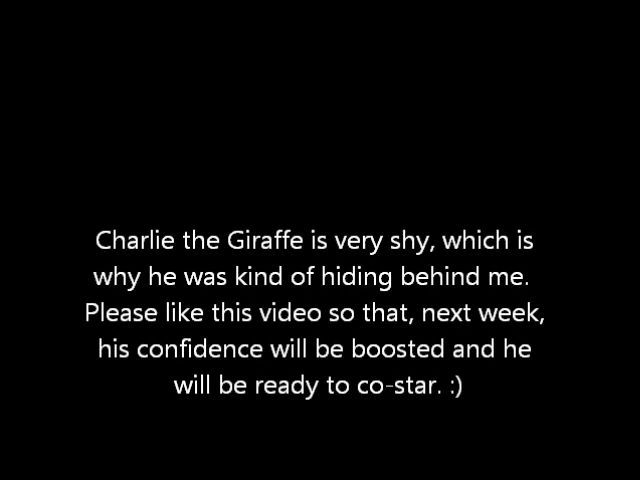 Charlie the Giraffe is very shy, which is
why he was kind of hiding behind me.
Please like this video so that, next week,
his confidence will be boosted and he
will be ready to co-star. :)